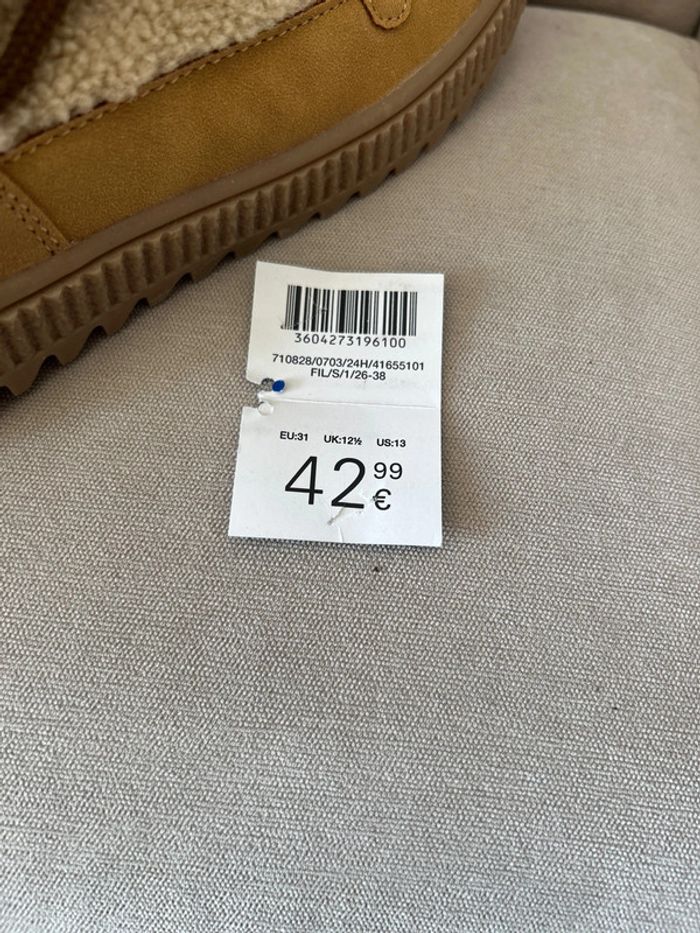 3604273196100
710828/0703/24H/41655101
FIL/S/1/26-38
EU:31 UK:12½ US:13
42 99 €